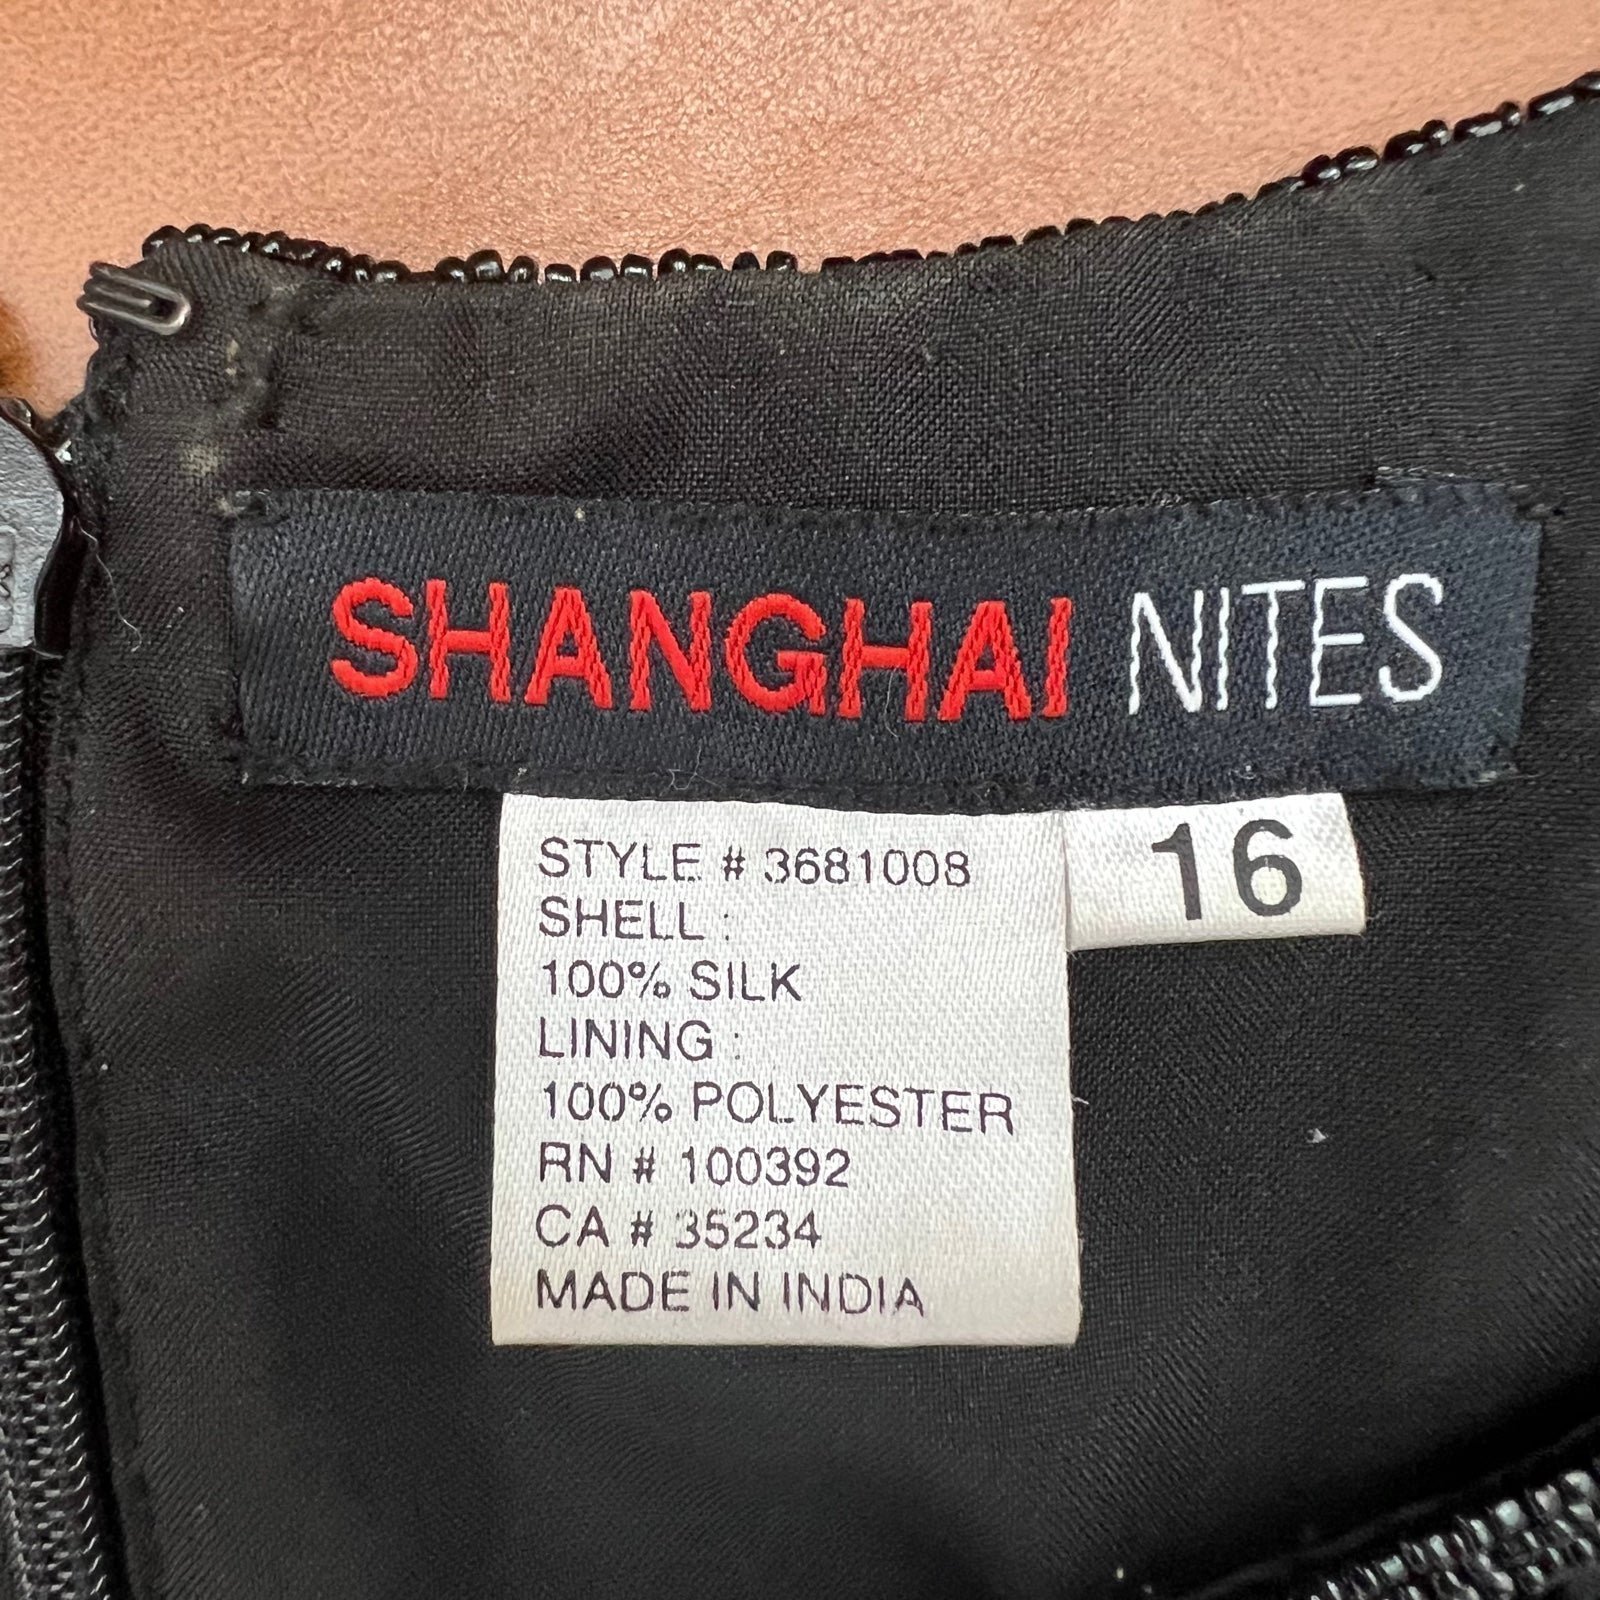 SHANGHAI NITES
16
STYLE # 3681008
SHELL :
100% SILK
LINING :
100% POLYESTER
RN # 100392
CA # 35234
MADE IN INDIA